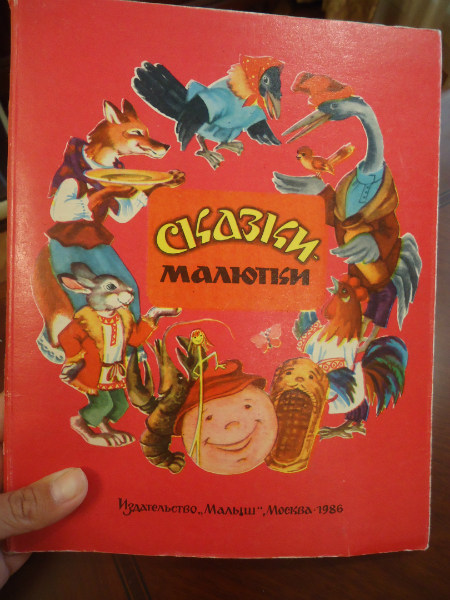 Сказки-
малютки
Издательство „Малыш“, Москва·1986